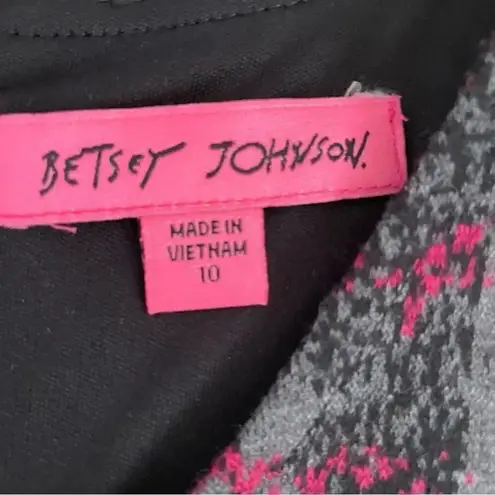 BETSEY JOHNSON.
MADE IN
VIETNAM
10